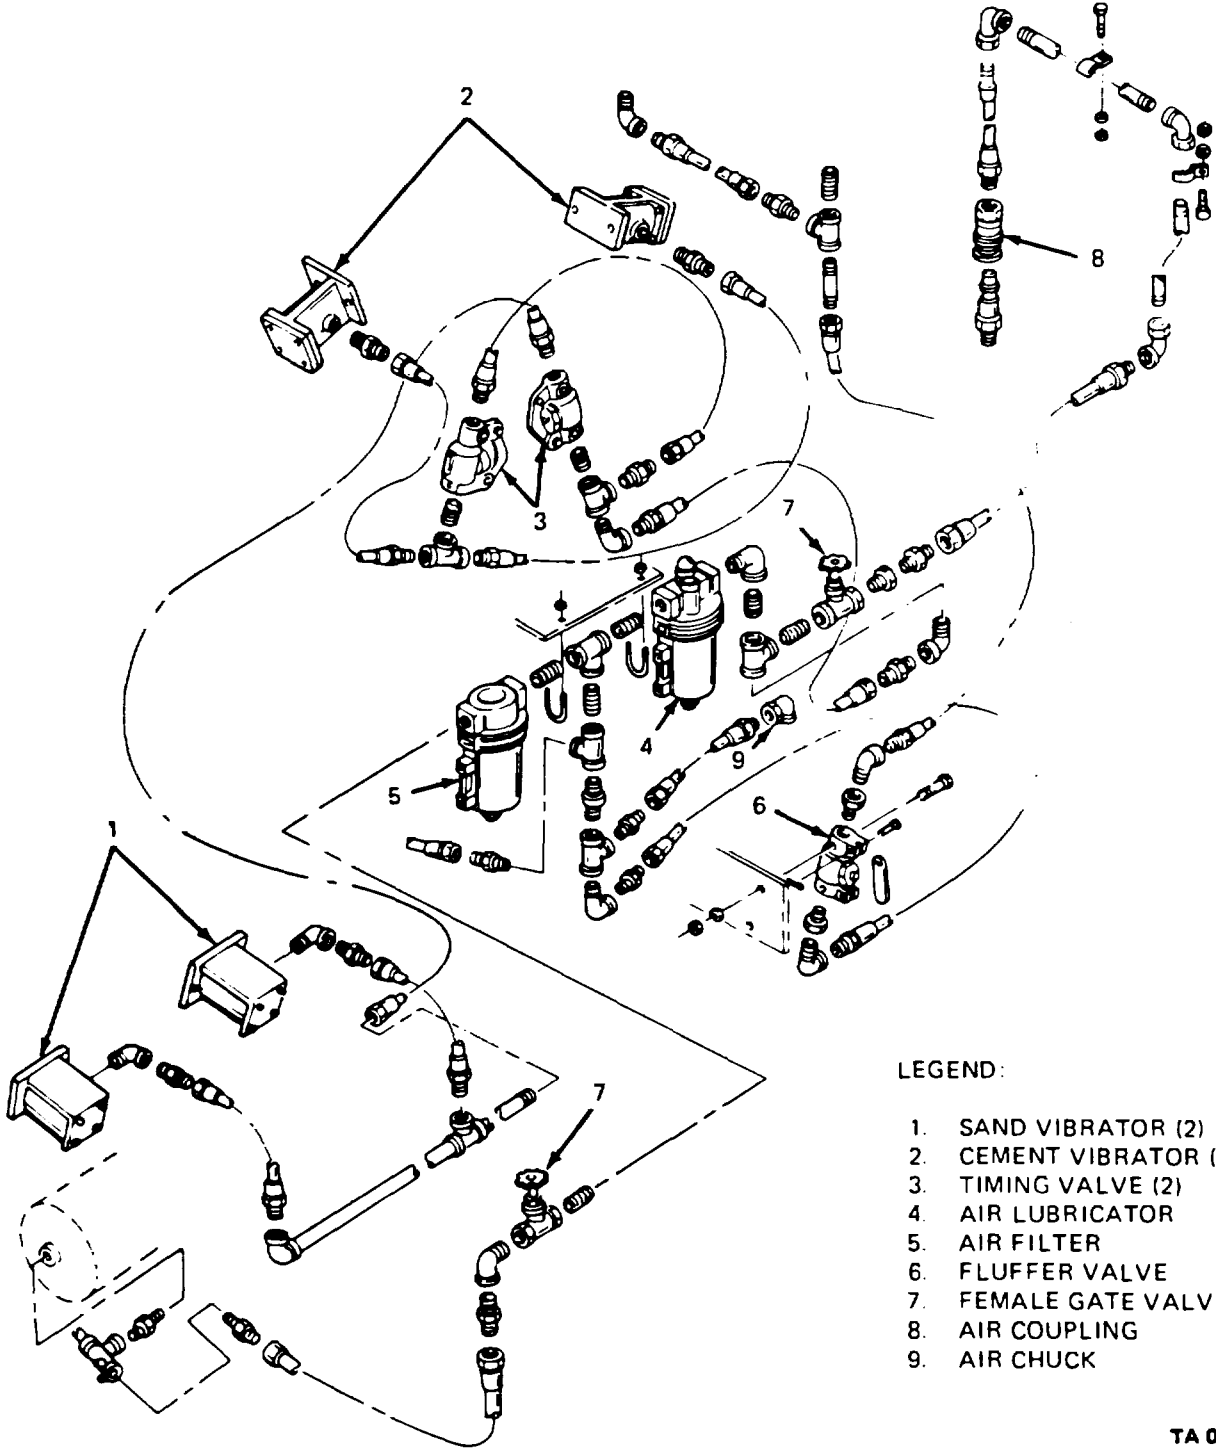 2
8
3
7
4
9
5
6
1
7
LEGEND:
1. SAND VIBRATOR (2)
2. CEMENT VIBRATOR (
3. TIMING VALVE (2)
4. AIR LUBRICATOR
5. AIR FILTER
6. FLUFFER VALVE
7. FEMALE GATE VALV
8. AIR COUPLING
9. AIR CHUCK
TA 0